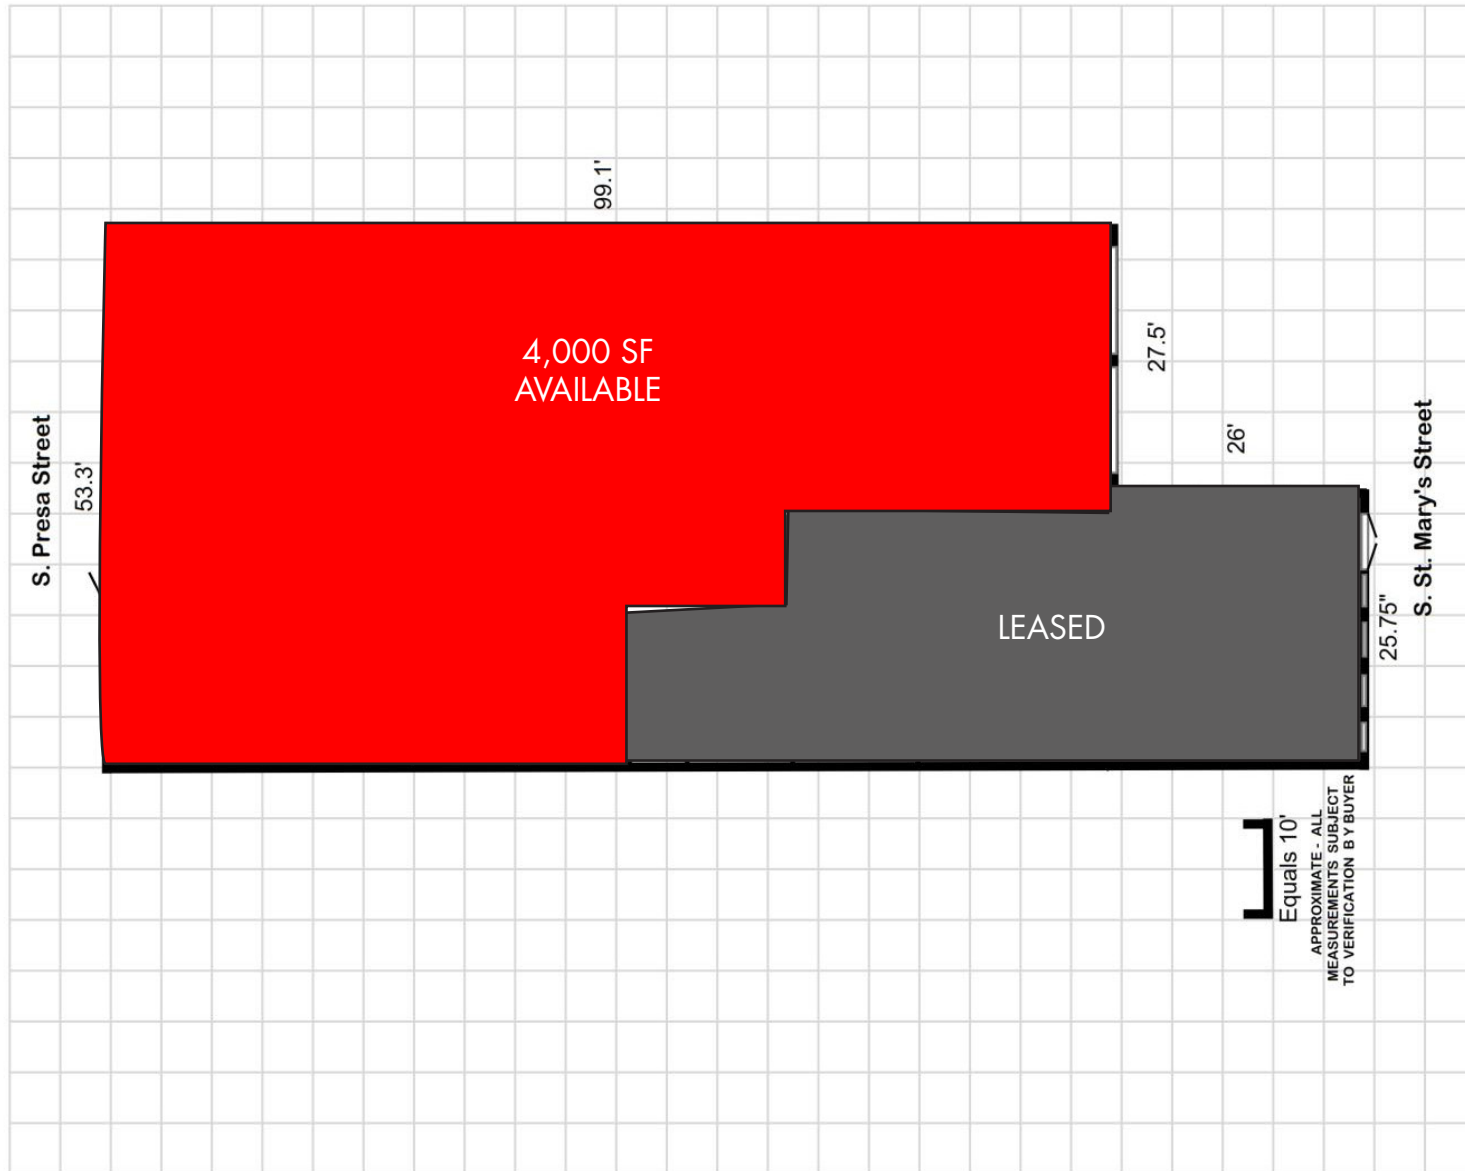 99.1'
4,000 SF
AVAILABLE
27.5'
26'
S. Presa Street
53.3'
S. St. Mary's Street
LEASED
25.75"
Equals 10'
APPROXIMATE - ALL
MEASUREMENTS SUBJECT
TO VERIFICATION BY BUYER